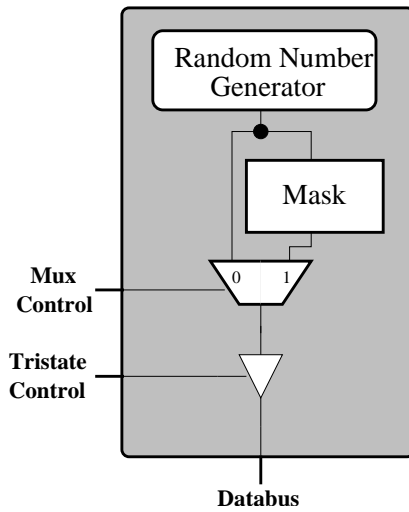 Random Number
Generator
Mask
0
1
Mux
Control
Tristate
Control
Databus